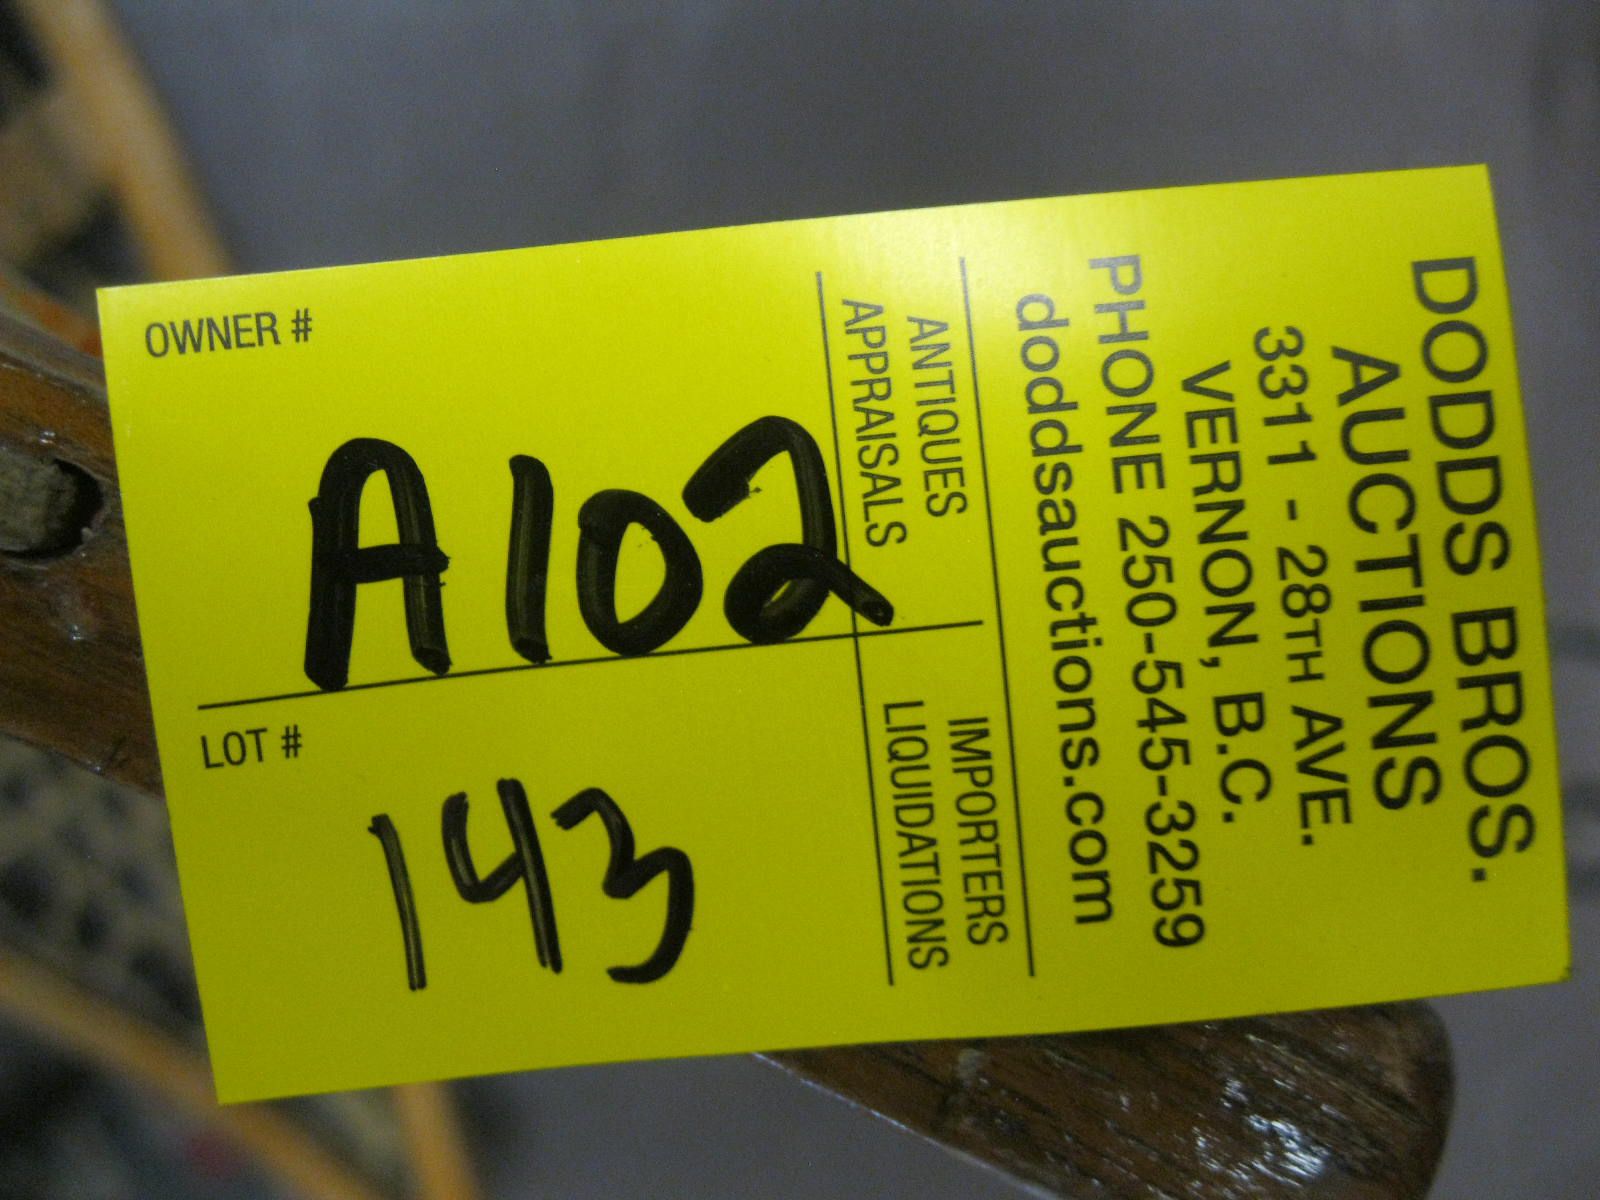 OWNER #
A102
LOT #
143
DODDS BROS.
AUCTIONS
3311 - 28TH AVE.
VERNON, B.C.
PHONE 250-545-3259
doddsauctions.com
ANTIQUES
APPRAISALS
IMPORTERS
LIQUIDATIONS